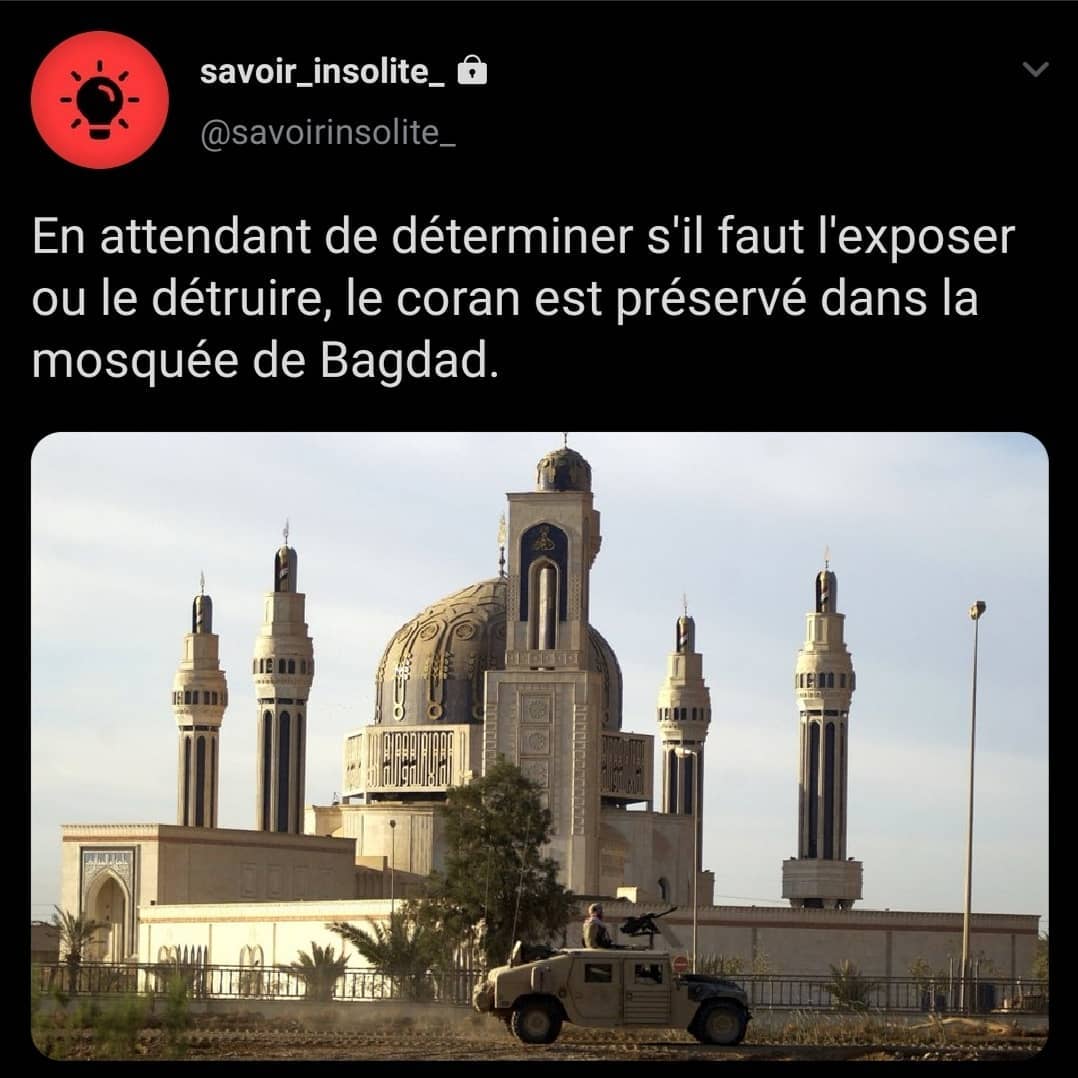 savoir_insolite_
@savoirinsolite_
En attendant de déterminer s'il faut l'exposer
ou le détruire, le coran est préservé dans la
mosquée de Bagdad.